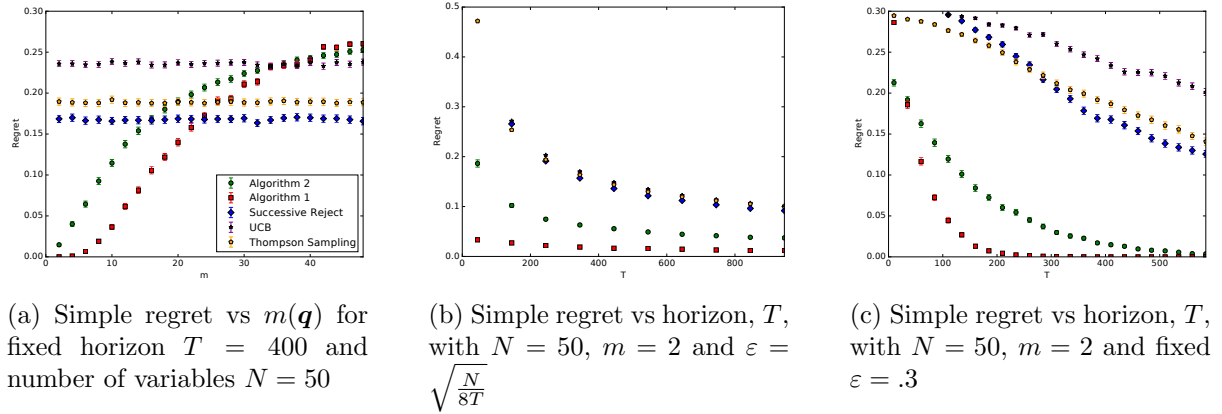 0.30
0.25
0.20
0.15
0.10
0.05
0.00
Regret
0
10
20
30
40
m
Algorithm 2
Algorithm 1
Successive Reject
UCB
Thompson Sampling
0.5
0.4
0.3
0.2
0.1
0.0
Regret
0
200
400
600
800
T
0.30
0.25
0.20
0.15
0.10
0.05
0.00
Regret
0
100
200
300
400
500
T
(a) Simple regret vs m(q) for
fixed horizon T = 400 and
number of variables N = 50
(b) Simple regret vs horizon, T,
with N = 50, m = 2 and ε =
√(N/8T)
(c) Simple regret vs horizon, T,
with N = 50, m = 2 and fixed
ε = .3